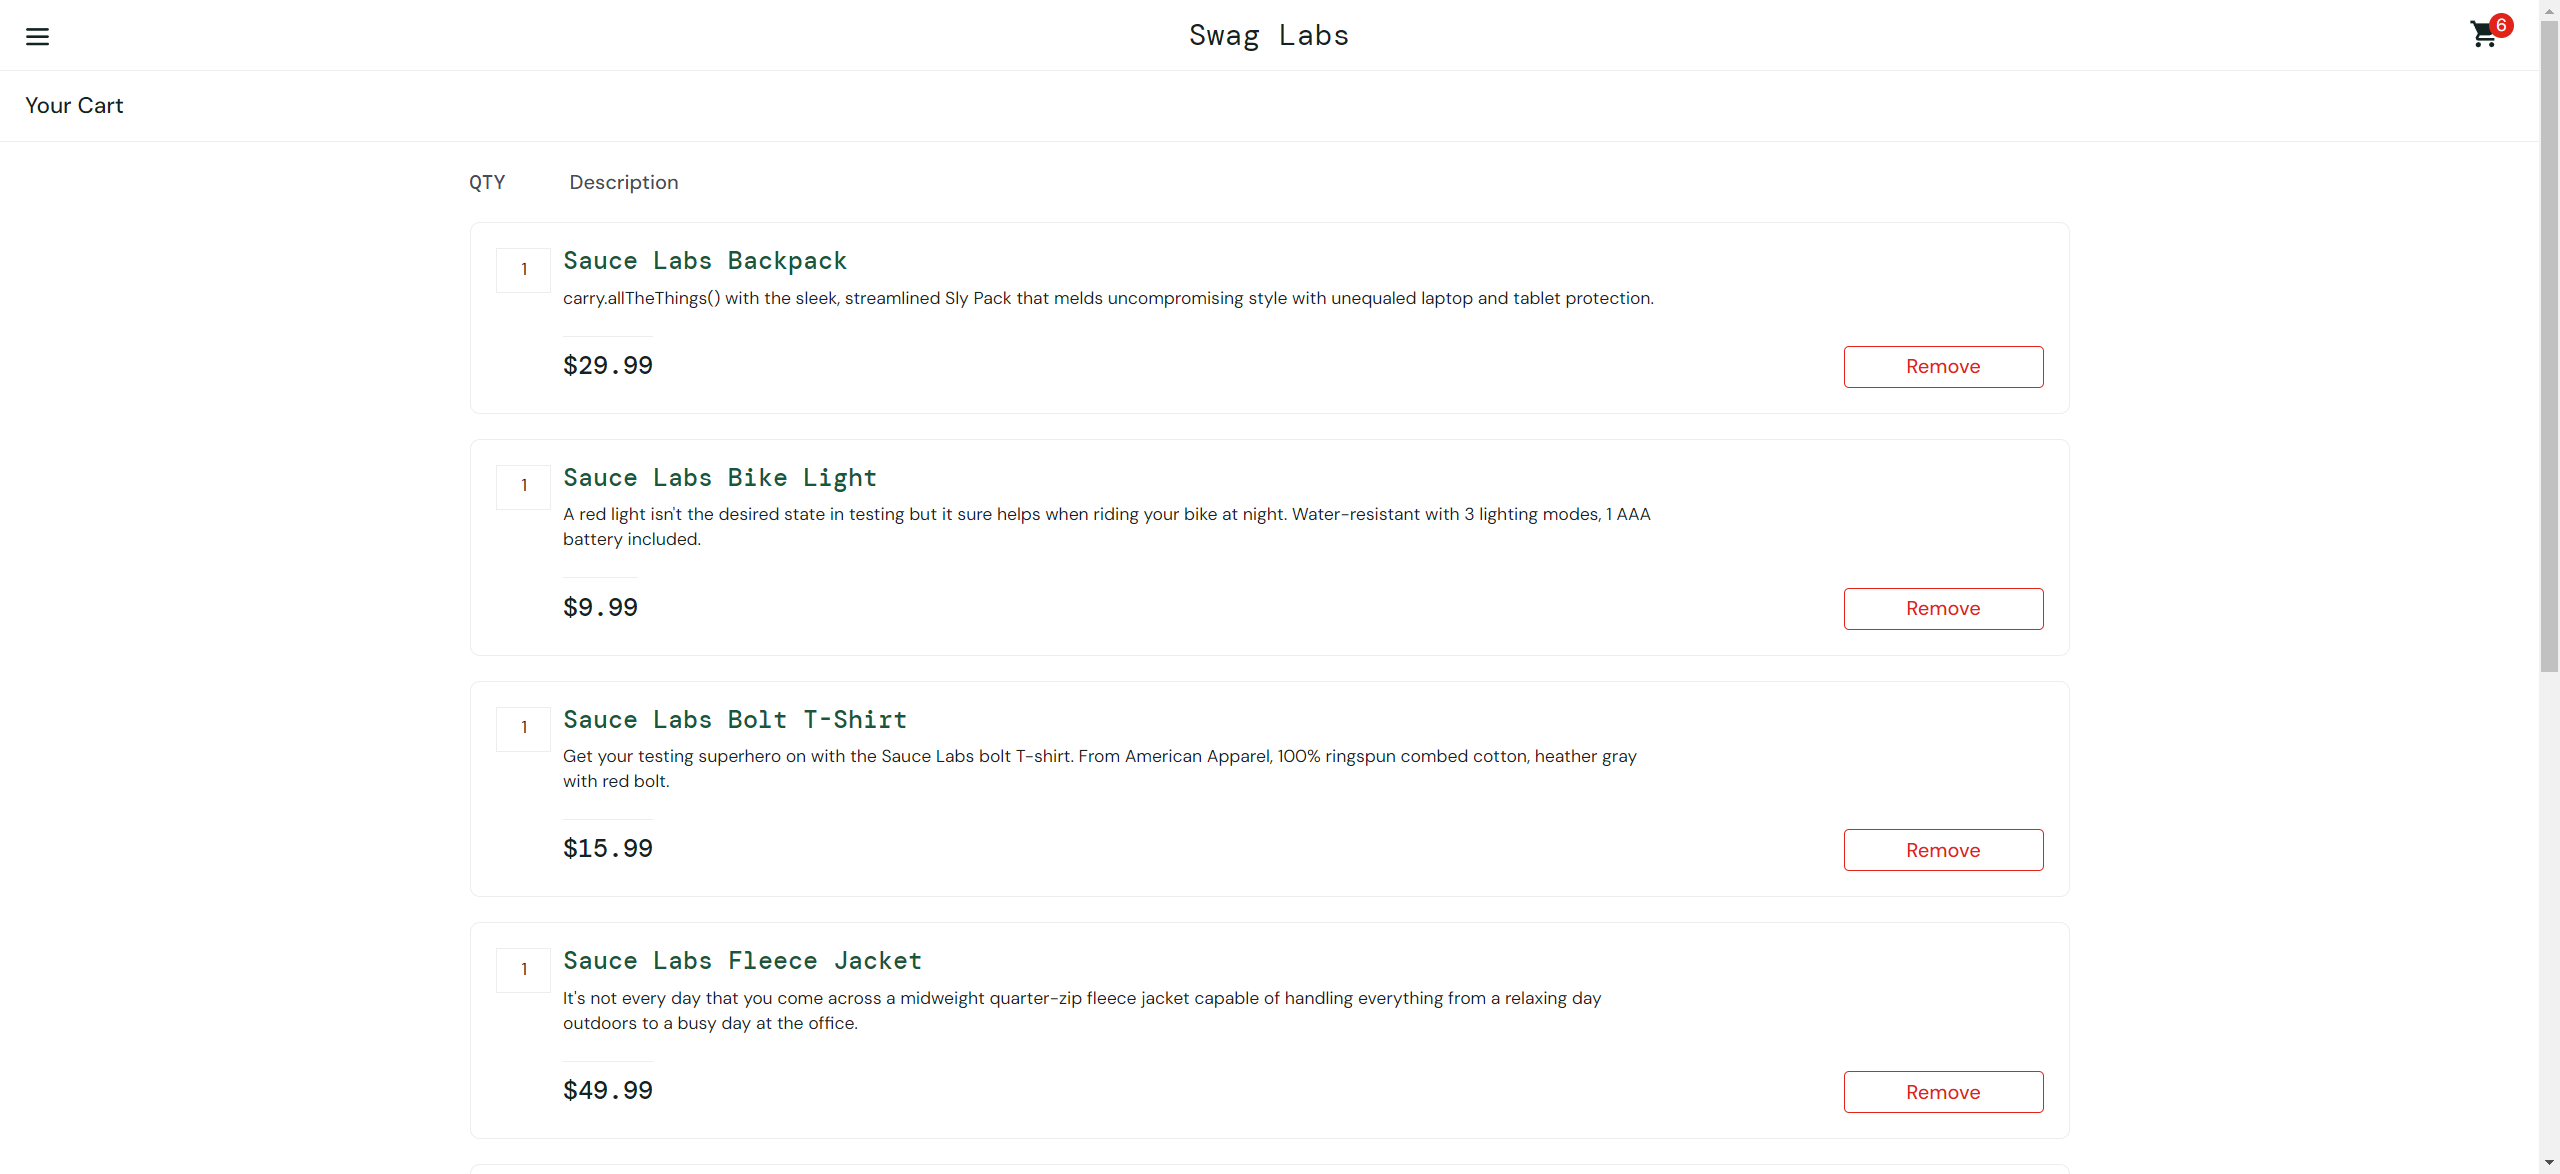 Swag Labs
6
Your Cart
QTY Description
1
Sauce Labs Backpack
carry.allTheThings() with the sleek, streamlined Sly Pack that melds uncompromising style with unequaled laptop and tablet protection.
$29.99
Remove
1
Sauce Labs Bike Light
A red light isn't the desired state in testing but it sure helps when riding your bike at night. Water-resistant with 3 lighting modes, 1 AAA
battery included.
$9.99
Remove
1
Sauce Labs Bolt T-Shirt
Get your testing superhero on with the Sauce Labs bolt T-shirt. From American Apparel, 100% ringspun combed cotton, heather gray
with red bolt.
$15.99
Remove
1
Sauce Labs Fleece Jacket
It's not every day that you come across a midweight quarter-zip fleece jacket capable of handling everything from a relaxing day
outdoors to a busy day at the office.
$49.99
Remove